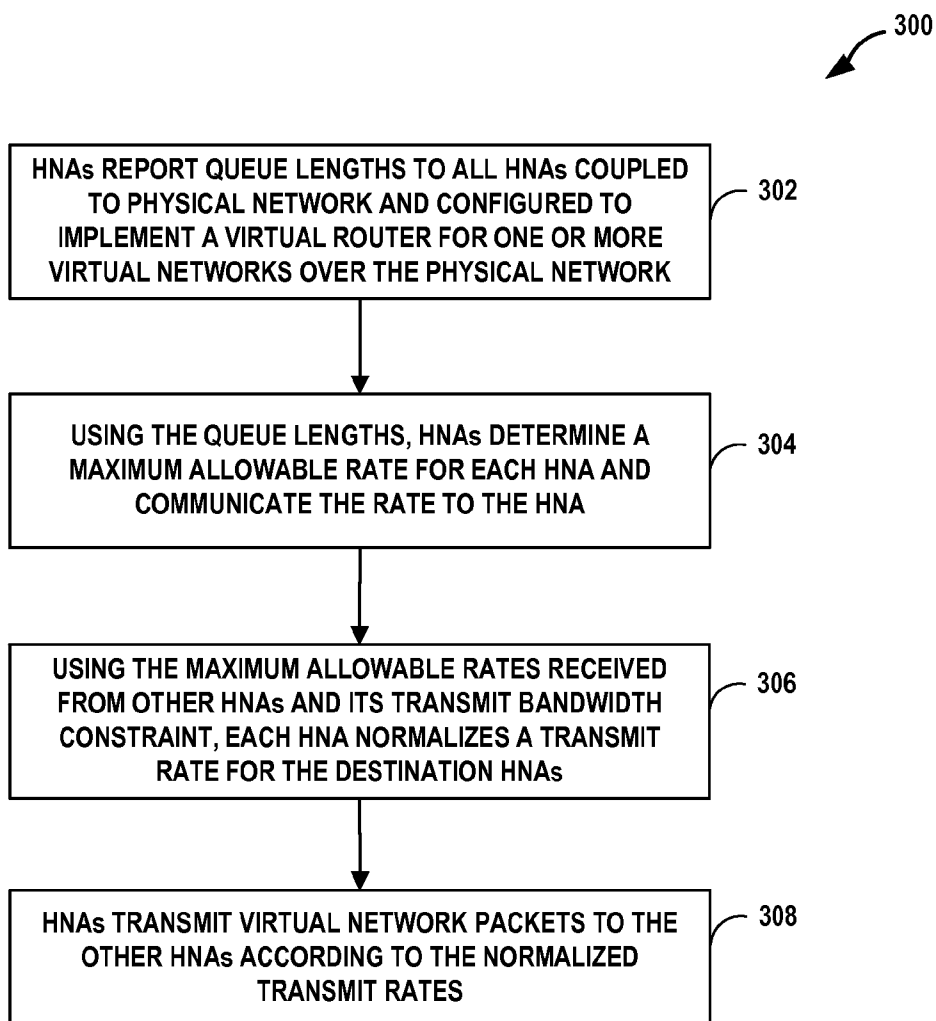 300
HNAs REPORT QUEUE LENGTHS TO ALL HNAs COUPLED
TO PHYSICAL NETWORK AND CONFIGURED TO
IMPLEMENT A VIRTUAL ROUTER FOR ONE OR MORE
VIRTUAL NETWORKS OVER THE PHYSICAL NETWORK
302
USING THE QUEUE LENGTHS, HNAs DETERMINE A
MAXIMUM ALLOWABLE RATE FOR EACH HNA AND
COMMUNICATE THE RATE TO THE HNA
304
USING THE MAXIMUM ALLOWABLE RATES RECEIVED
FROM OTHER HNAs AND ITS TRANSMIT BANDWIDTH
CONSTRAINT, EACH HNA NORMALIZES A TRANSMIT
RATE FOR THE DESTINATION HNAs
306
HNAs TRANSMIT VIRTUAL NETWORK PACKETS TO THE
OTHER HNAs ACCORDING TO THE NORMALIZED
TRANSMIT RATES
308